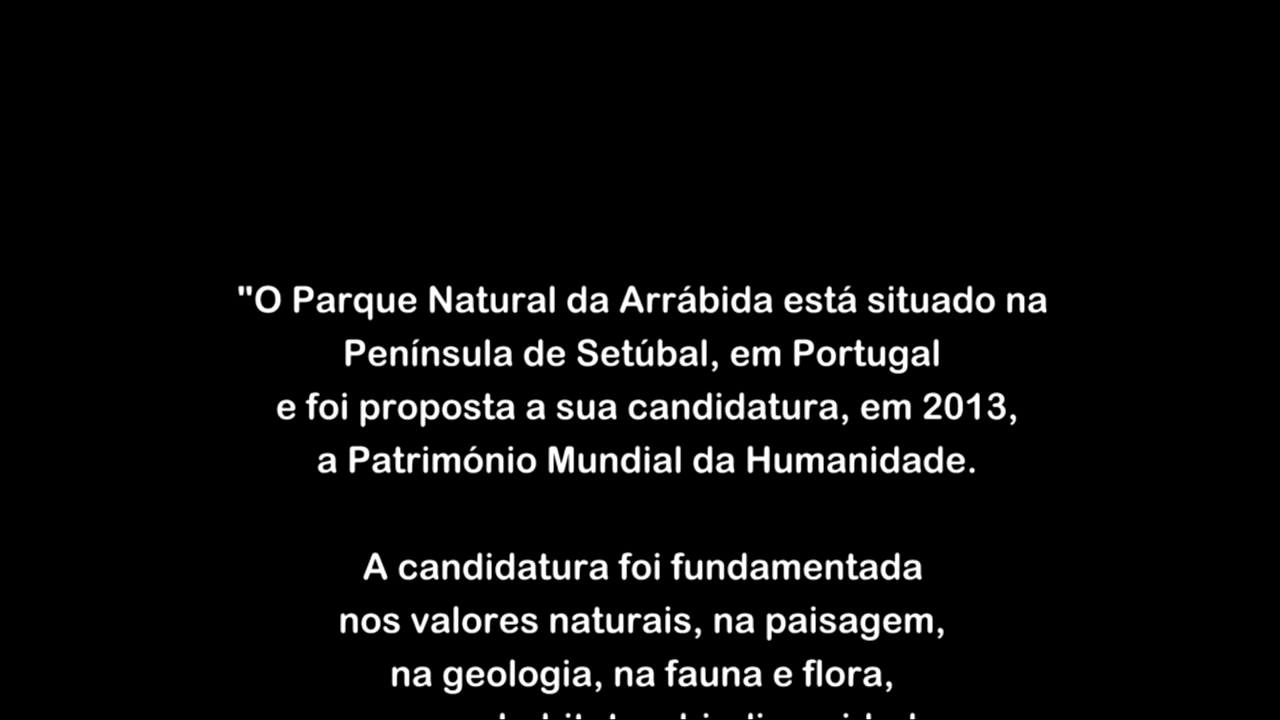 "O Parque Natural da Arrábida está situado na
Península de Setúbal, em Portugal
e foi proposta a sua candidatura, em 2013,
a Património Mundial da Humanidade.
A candidatura foi fundamentada
nos valores naturais, na paisagem,
na geologia, na fauna e flora,